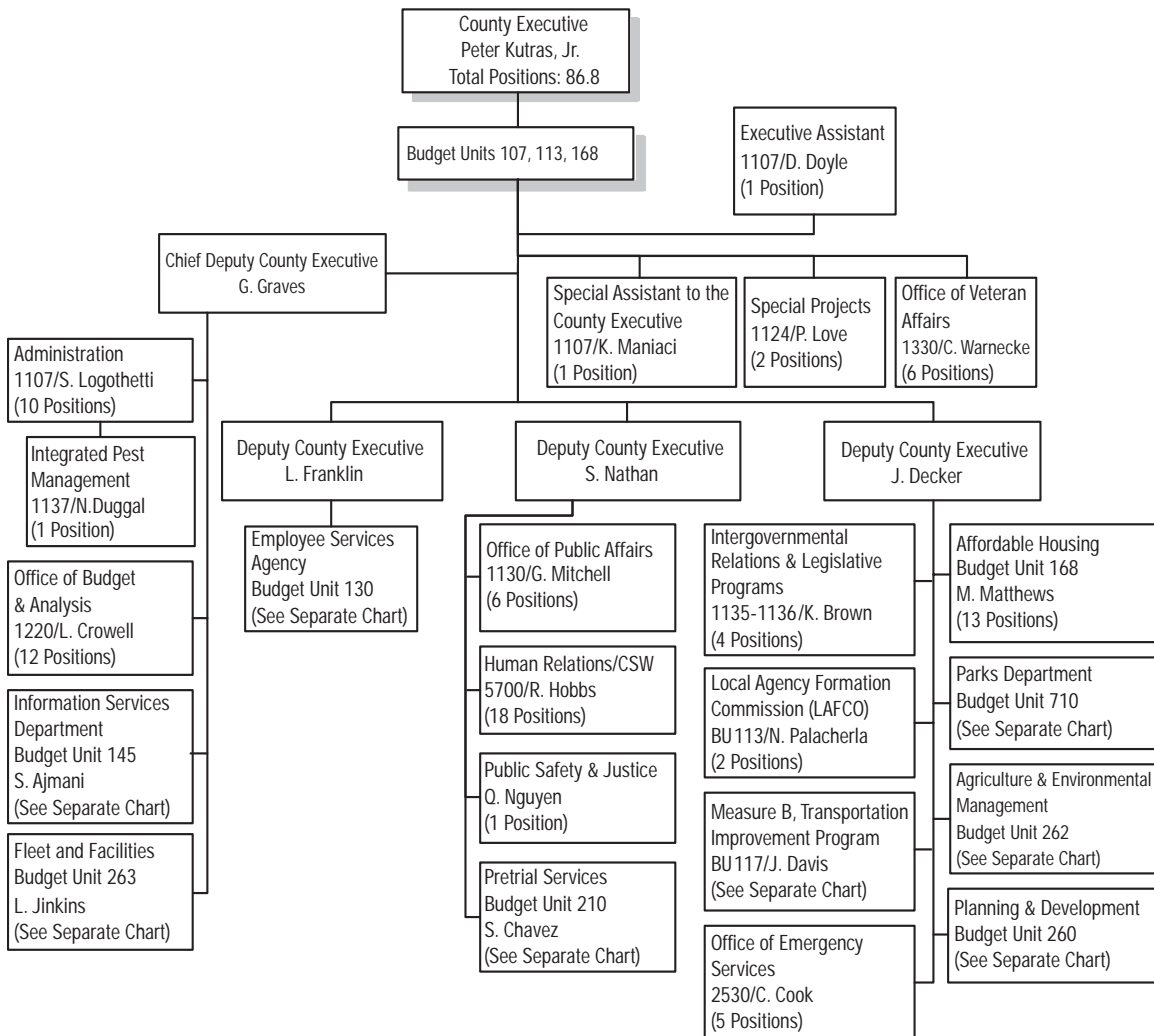 County Executive
Peter Kutras, Jr.
Total Positions: 86.8
Budget Units 107, 113, 168
Executive Assistant
1107/D. Doyle
(1 Position)
Chief Deputy County Executive
G. Graves
Special Assistant to the
County Executive
1107/K. Maniaci
(1 Position)
Special Projects
1124/P. Love
(2 Positions)
Office of Veteran
Affairs
1330/C. Warnecke
(6 Positions)
Administration
1107/S. Logothetti
(10 Positions)
Integrated Pest
Management
1137/N.Duggal
(1 Position)
Office of Budget
& Analysis
1220/L. Crowell
(12 Positions)
Information Services
Department
Budget Unit 145
S. Ajmani
(See Separate Chart)
Fleet and Facilities
Budget Unit 263
L. Jinkins
(See Separate Chart)
Deputy County Executive
L. Franklin
Employee Services
Agency
Budget Unit 130
(See Separate Chart)
Deputy County Executive
S. Nathan
Office of Public Affairs
1130/G. Mitchell
(6 Positions)
Human Relations/CSW
5700/R. Hobbs
(18 Positions)
Public Safety & Justice
Q. Nguyen
(1 Position)
Pretrial Services
Budget Unit 210
S. Chavez
(See Separate Chart)
Deputy County Executive
J. Decker
Intergovernmental
Relations & Legislative
Programs
1135-1136/K. Brown
(4 Positions)
Local Agency Formation
Commission (LAFCO)
BU 113/N. Palacherla
(2 Positions)
Measure B, Transportation
Improvement Program
BU 117/J. Davis
(See Separate Chart)
Office of Emergency
Services
2530/C. Cook
(5 Positions)
Affordable Housing
Budget Unit 168
M. Matthews
(13 Positions)
Parks Department
Budget Unit 710
(See Separate Chart)
Agriculture & Environmental
Management
Budget Unit 262
(See Separate Chart)
Planning & Development
Budget Unit 260
(See Separate Chart)